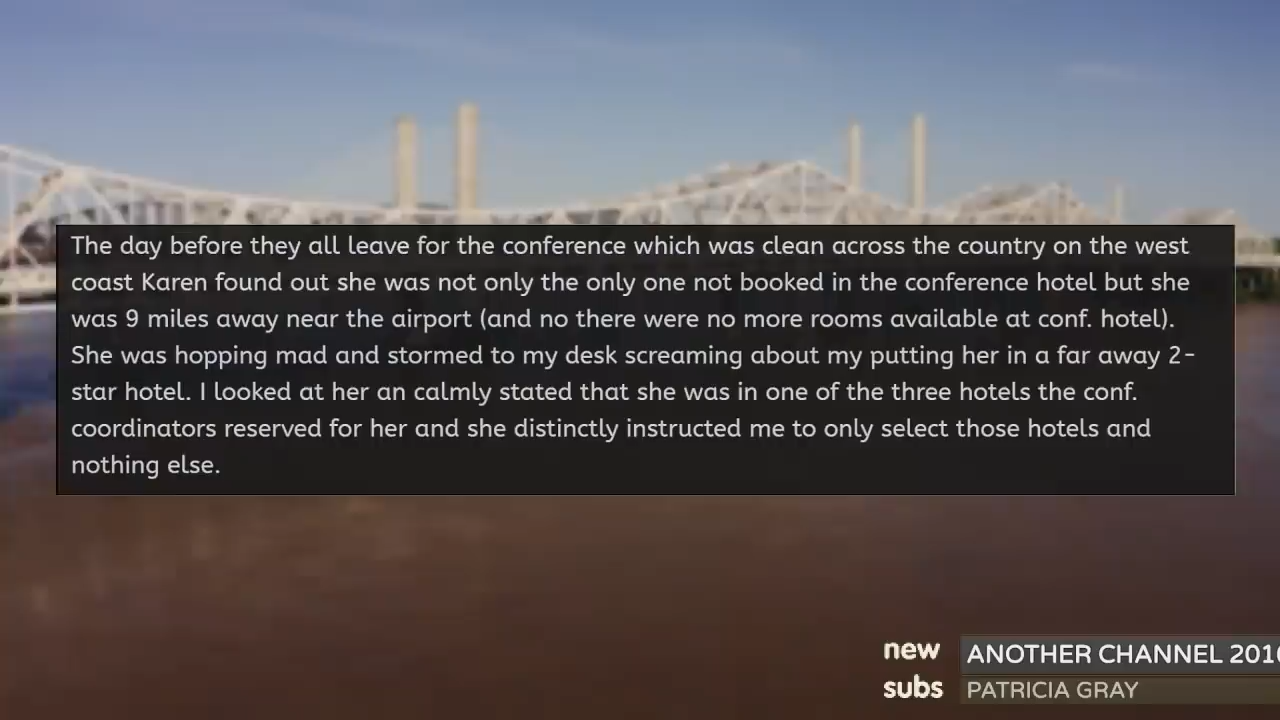 The day before they all leave for the conference which was clean across the country on the west
coast Karen found out she was not only the only one not booked in the conference hotel but she
was 9 miles away near the airport (and no there were no more rooms available at conf. hotel).
She was hopping mad and stormed to my desk screaming about my putting her in a far away 2-
star hotel. I looked at her an calmly stated that she was in one of the three hotels the conf.
coordinators reserved for her and she distinctly instructed me to only select those hotels and
nothing else.
new ANOTHER CHANNEL 201
subs PATRICIA GRAY